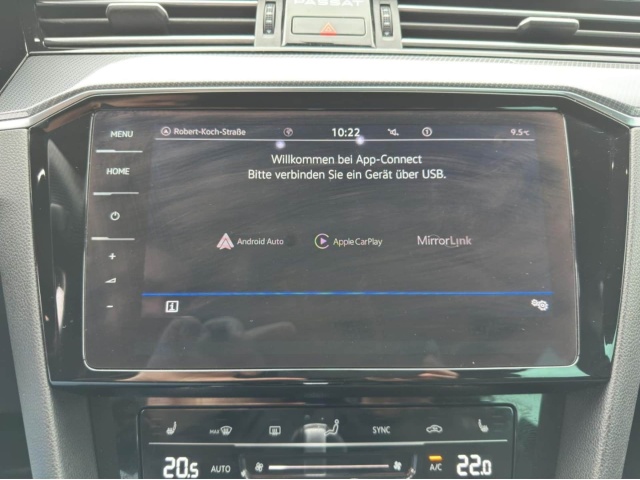 PASSAT
MENU
HOME
Robert-Koch-Straße 10:22 9.5°C
Willkommen bei App-Connect
Bitte verbinden Sie ein Gerät über USB.
Android Auto Apple CarPlay MirrorLink
MAX SYNC
20.5 AUTO A/C 22.0